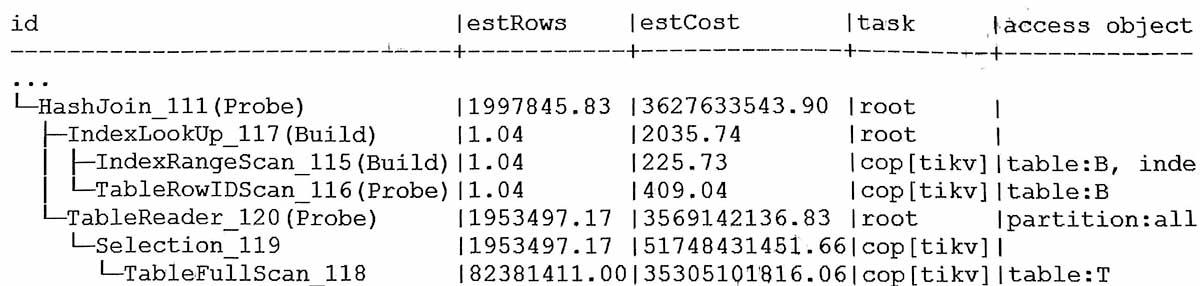 id |estRows |estCost |task |access object
-----------------------------+-----------+--------------+---------+-------------
...
└─HashJoin_111(Probe) |1997845.83 |3627633543.90 |root |
├─IndexLookUp_117(Build) |1.04 |2035.74 |root |
│ ├─IndexRangeScan_115(Build)|1.04 |225.73 |cop[tikv]|table:B, inde
│ └─TableRowIDScan_116(Probe)|1.04 |409.04 |cop[tikv]|table:B
└─TableReader_120(Probe) |1953497.17 |3569142136.83 |root |partition:all
└─Selection_119 |1953497.17 |51748431451.66|cop[tikv]|
└─TableFullScan_118 |82381411.00|35305101816.06|cop[tikv]|table:T